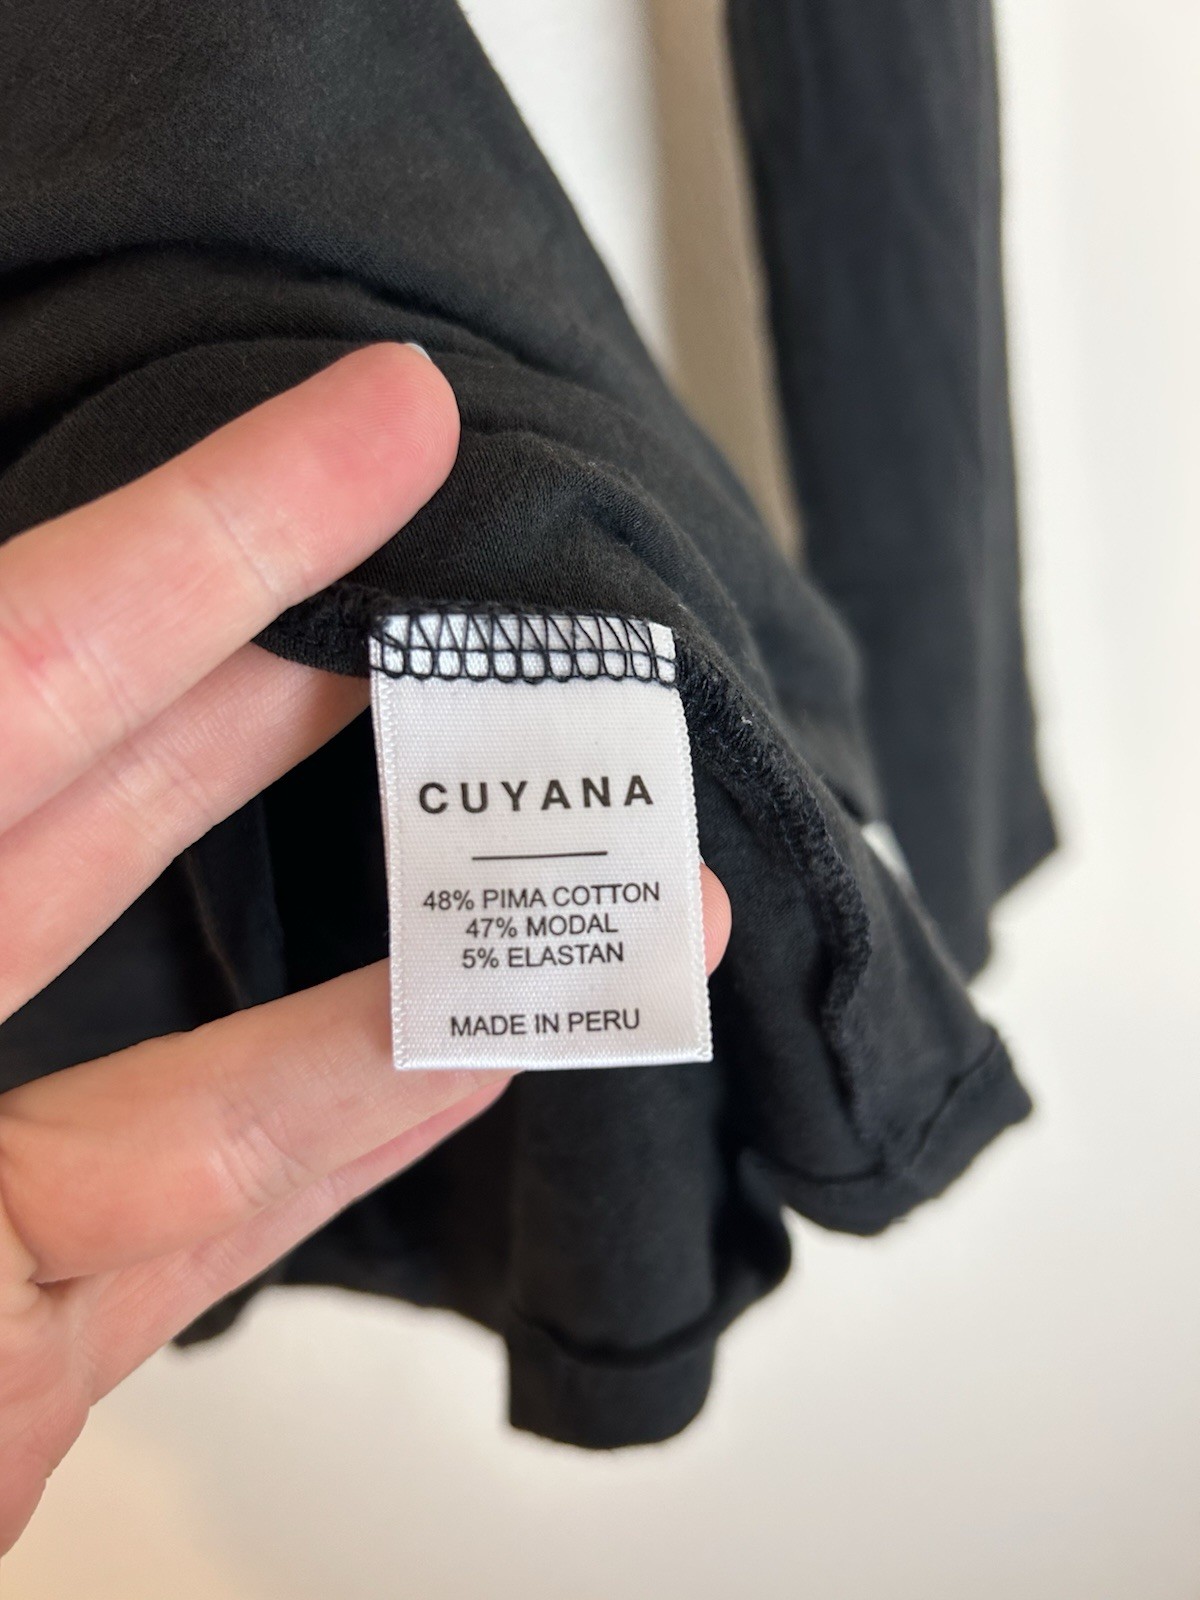 CUYANA
48% PIMA COTTON
47% MODAL
5% ELASTAN
MADE IN PERU